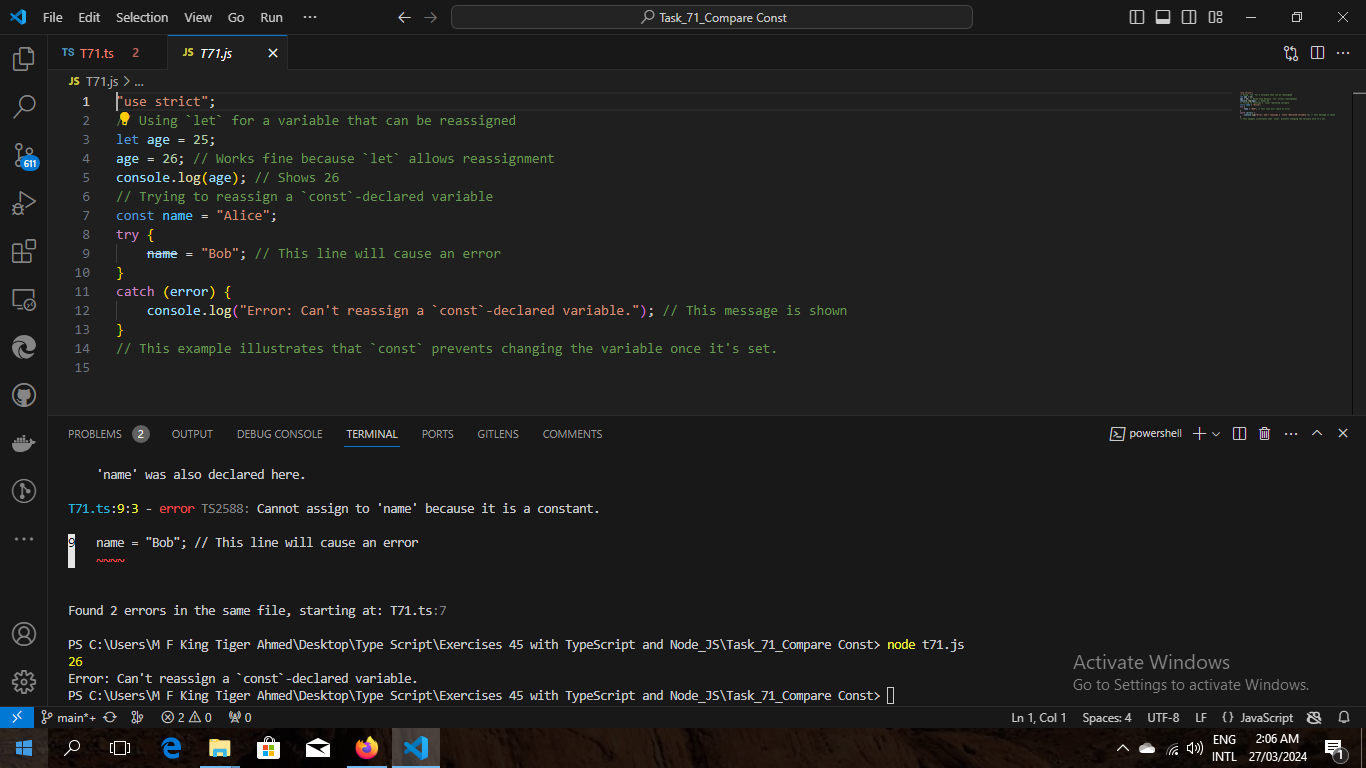 File Edit Selection View Go Run ··· Task_71_Compare Const
TS T71.ts 2 JS T71.js
JS T71.js > ...
1 "use strict";
2 // Using `let` for a variable that can be reassigned
3 let age = 25;
4 age = 26; // Works fine because `let` allows reassignment
5 console.log(age); // Shows 26
6 // Trying to reassign a `const`-declared variable
7 const name = "Alice";
8 try {
9 name = "Bob"; // This line will cause an error
10 }
11 catch (error) {
12 console.log("Error: Can't reassign a `const`-declared variable."); // This message is shown
13 }
14 // This example illustrates that `const` prevents changing the variable once it's set.
15
611
PROBLEMS 2 OUTPUT DEBUG CONSOLE TERMINAL PORTS GITLENS COMMENTS powershell
'name' was also declared here.
T71.ts:9:3 - error TS2588: Cannot assign to 'name' because it is a constant.
9 name = "Bob"; // This line will cause an error
~~~~
Found 2 errors in the same file, starting at: T71.ts:7
PS C:\Users\M F King Tiger Ahmed\Desktop\Type Script\Exercises 45 with TypeScript and Node_JS\Task_71_Compare Const> node t71.js
26
Error: Can't reassign a `const`-declared variable.
PS C:\Users\M F King Tiger Ahmed\Desktop\Type Script\Exercises 45 with TypeScript and Node_JS\Task_71_Compare Const>
Activate Windows
Go to Settings to activate Windows.
main*+ 2 0 0 Ln 1, Col 1 Spaces: 4 UTF-8 LF {} JavaScript
ENG 2:06 AM
INTL 27/03/2024 1